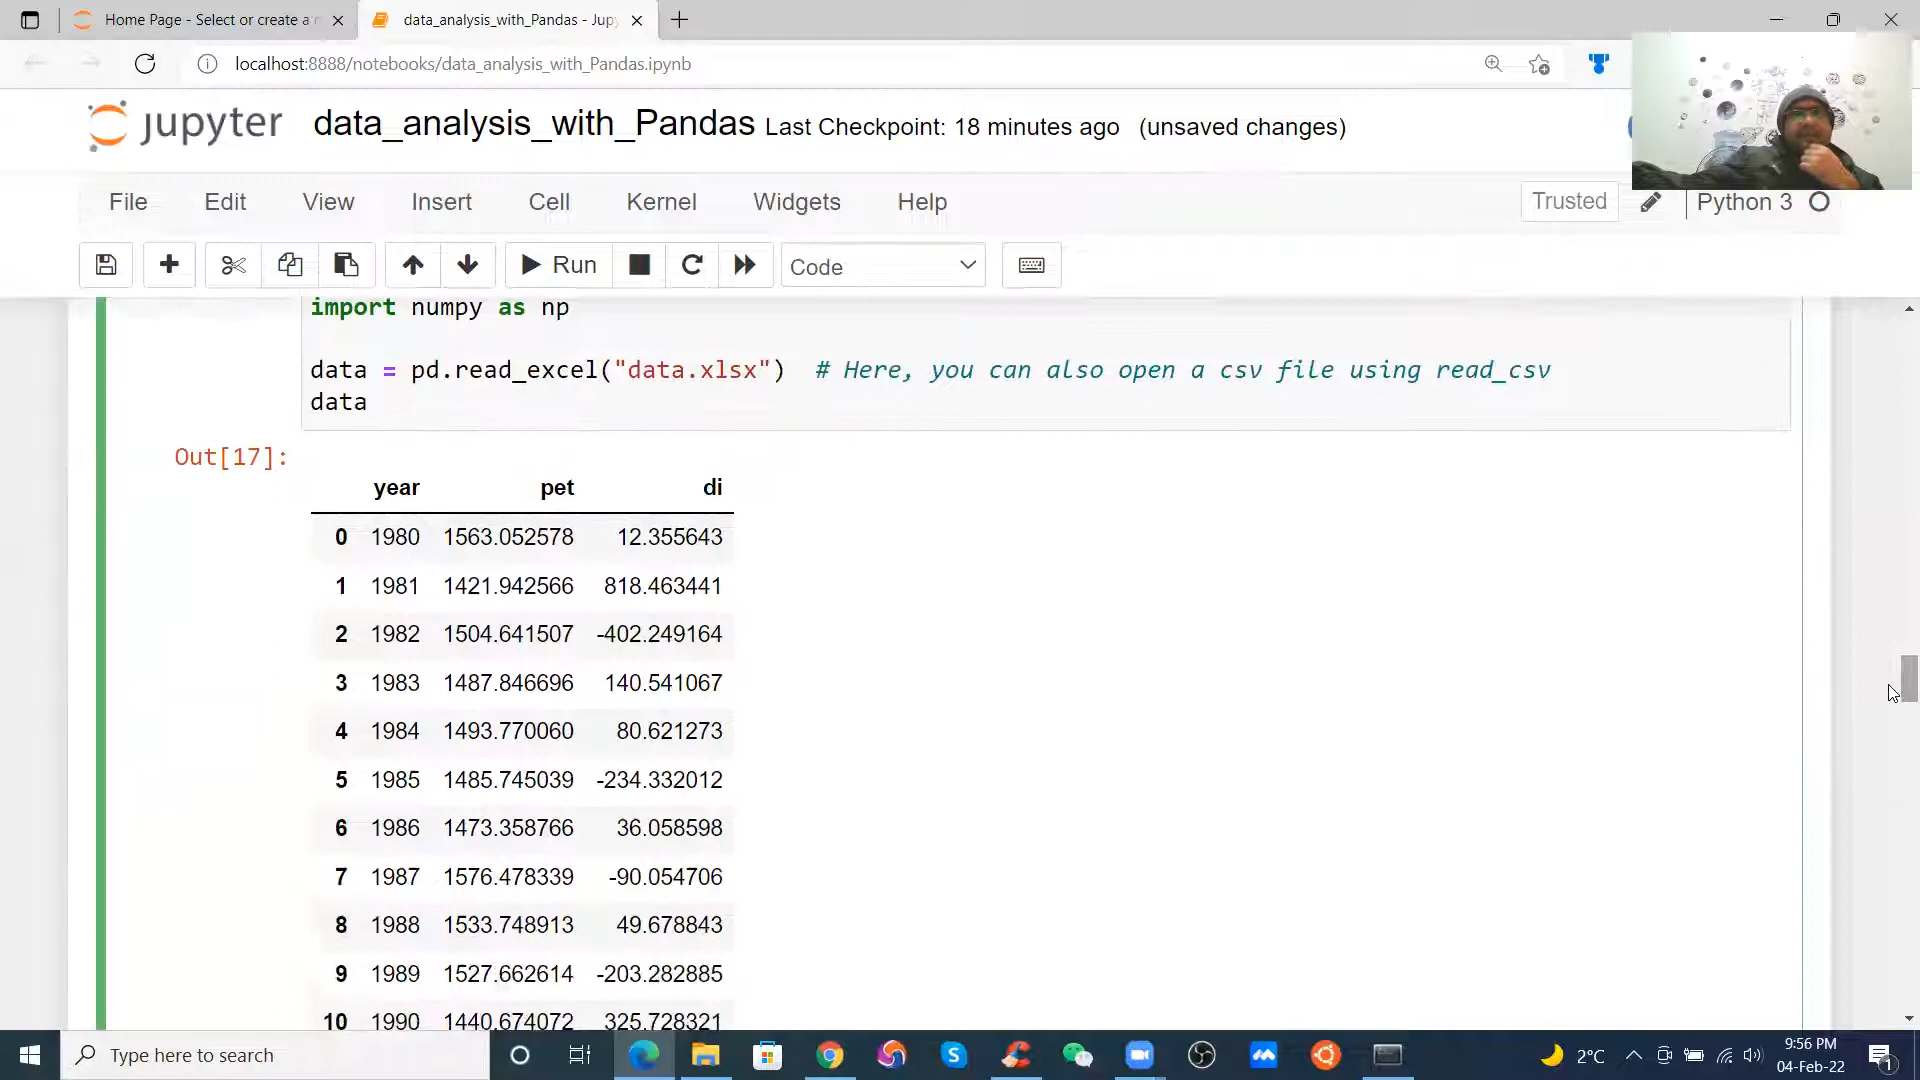 Home Page - Select or create a n
data_analysis_with_Pandas - Jupy
localhost:8888/notebooks/data_analysis_with_Pandas.ipynb
jupyter data_analysis_with_Pandas Last Checkpoint: 18 minutes ago (unsaved changes)
File Edit View Insert Cell Kernel Widgets Help Trusted Python 3
Run Code
import numpy as np
data = pd.read_excel("data.xlsx")  # Here, you can also open a csv file using read_csv
data
Out[17]:
year pet di
0 1980 1563.052578 12.355643
1 1981 1421.942566 818.463441
2 1982 1504.641507 -402.249164
3 1983 1487.846696 140.541067
4 1984 1493.770060 80.621273
5 1985 1485.745039 -234.332012
6 1986 1473.358766 36.058598
7 1987 1576.478339 -90.054706
8 1988 1533.748913 49.678843
9 1989 1527.662614 -203.282885
10 1990 1440.674072 325.728321
Type here to search
2°C
9:56 PM
04-Feb-22
1